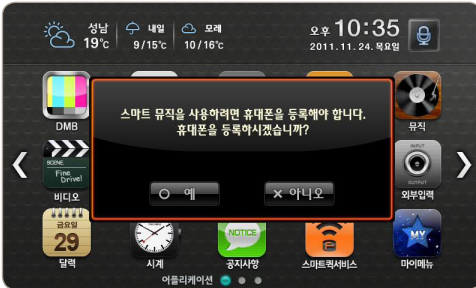 성남 내일 모레 오후 10:35
19℃ 9/15℃ 10/16℃ 2011.11.24.목요일
스마트 뮤직을 사용하려면 휴대폰을 등록해야 합니다.
휴대폰을 등록하시겠습니까?
O 예 × 아니오
DMB 뮤직
SCENE.
Fine
Drive!
INPUT
OUTPUT
비디오 외부입력
금요일
29
NOTICE
MY
달력 시계 공지사항 스마트퀵서비스 마이메뉴
어플리케이션